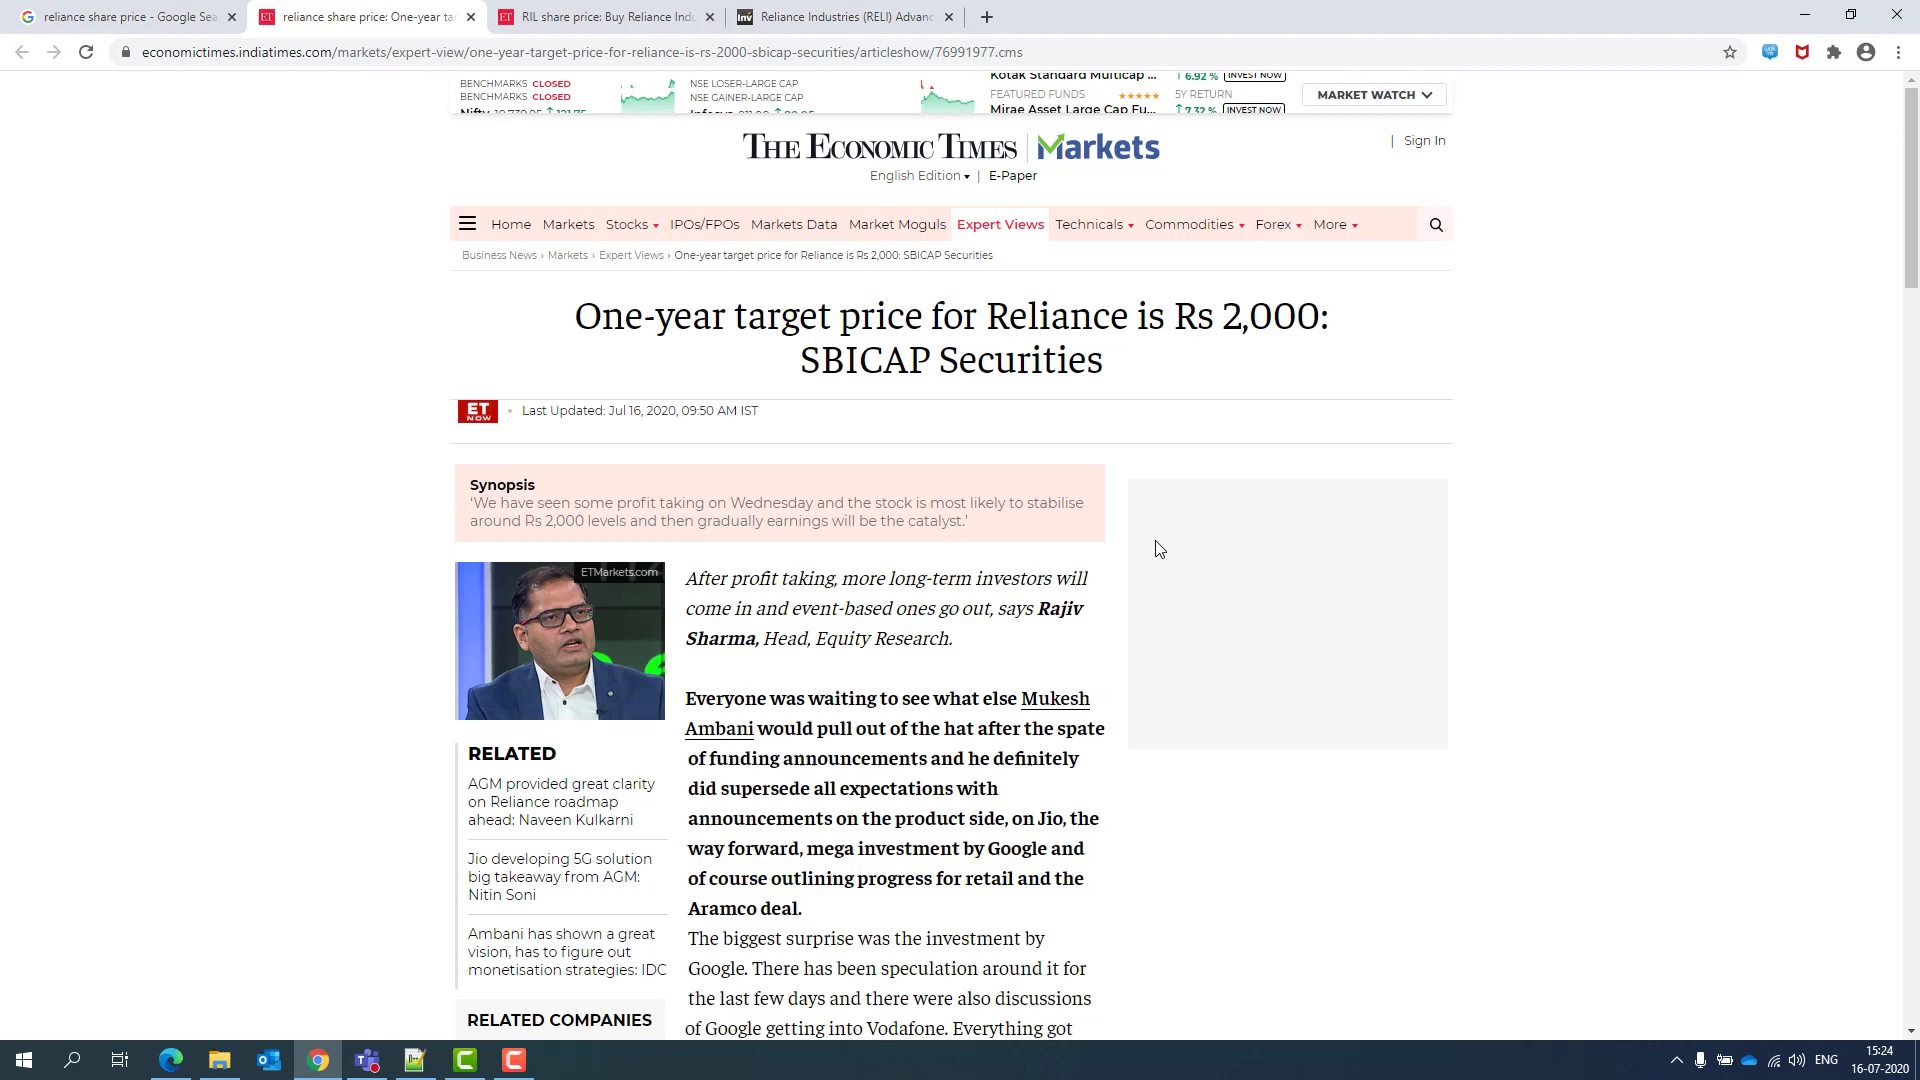 reliance share price - Google Sea
reliance share price: One-year tar
RIL share price: Buy Reliance Indu
Reliance Industries (RELI) Advanc
economictimes.indiatimes.com/markets/expert-view/one-year-target-price-for-reliance-is-rs-2000-sbicap-securities/articleshow/76991977.cms
BENCHMARKS CLOSED
BENCHMARKS CLOSED
NSE LOSER-LARGE CAP
NSE GAINER-LARGE CAP
Kotak Standard Multicap ...
6.92 % INVEST NOW
FEATURED FUNDS ★★★★★
5Y RETURN
Mirae Asset Large Cap Fu...
7.32 % INVEST NOW
MARKET WATCH
THE ECONOMIC TIMES | Markets
| Sign In
English Edition | E-Paper
Home Markets Stocks IPOs/FPOs Markets Data Market Moguls Expert Views Technicals Commodities Forex More
Business News › Markets › Expert Views › One-year target price for Reliance is Rs 2,000: SBICAP Securities
One-year target price for Reliance is Rs 2,000:
SBICAP Securities
ET NOW • Last Updated: Jul 16, 2020, 09:50 AM IST
Synopsis
‘We have seen some profit taking on Wednesday and the stock is most likely to stabilise
around Rs 2,000 levels and then gradually earnings will be the catalyst.’
ETMarkets.com
After profit taking, more long-term investors will
come in and event-based ones go out, says Rajiv
Sharma, Head, Equity Research.
Everyone was waiting to see what else Mukesh
Ambani would pull out of the hat after the spate
of funding announcements and he definitely
did supersede all expectations with
announcements on the product side, on Jio, the
way forward, mega investment by Google and
of course outlining progress for retail and the
Aramco deal.
The biggest surprise was the investment by
Google. There has been speculation around it for
the last few days and there were also discussions
of Google getting into Vodafone. Everything got
RELATED
AGM provided great clarity
on Reliance roadmap
ahead: Naveen Kulkarni
Jio developing 5G solution
big takeaway from AGM:
Nitin Soni
Ambani has shown a great
vision, has to figure out
monetisation strategies: IDC
RELATED COMPANIES
ENG
15:24
16-07-2020